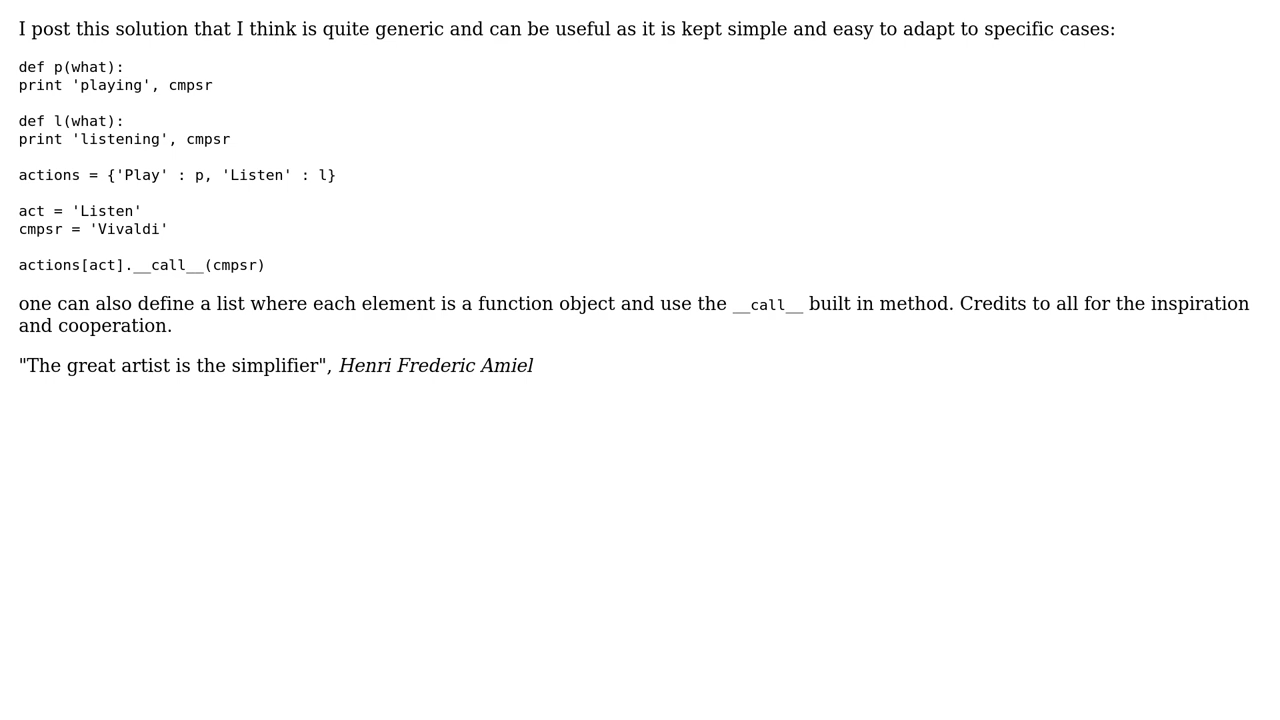 I post this solution that I think is quite generic and can be useful as it is kept simple and easy to adapt to specific cases:
def p(what):
print 'playing', cmpsr
def l(what):
print 'listening', cmpsr
actions = {'Play' : p, 'Listen' : l}
act = 'Listen'
cmpsr = 'Vivaldi'
actions[act].__call__(cmpsr)
one can also define a list where each element is a function object and use the __call__ built in method. Credits to all for the inspiration
and cooperation.
"The great artist is the simplifier", Henri Frederic Amiel